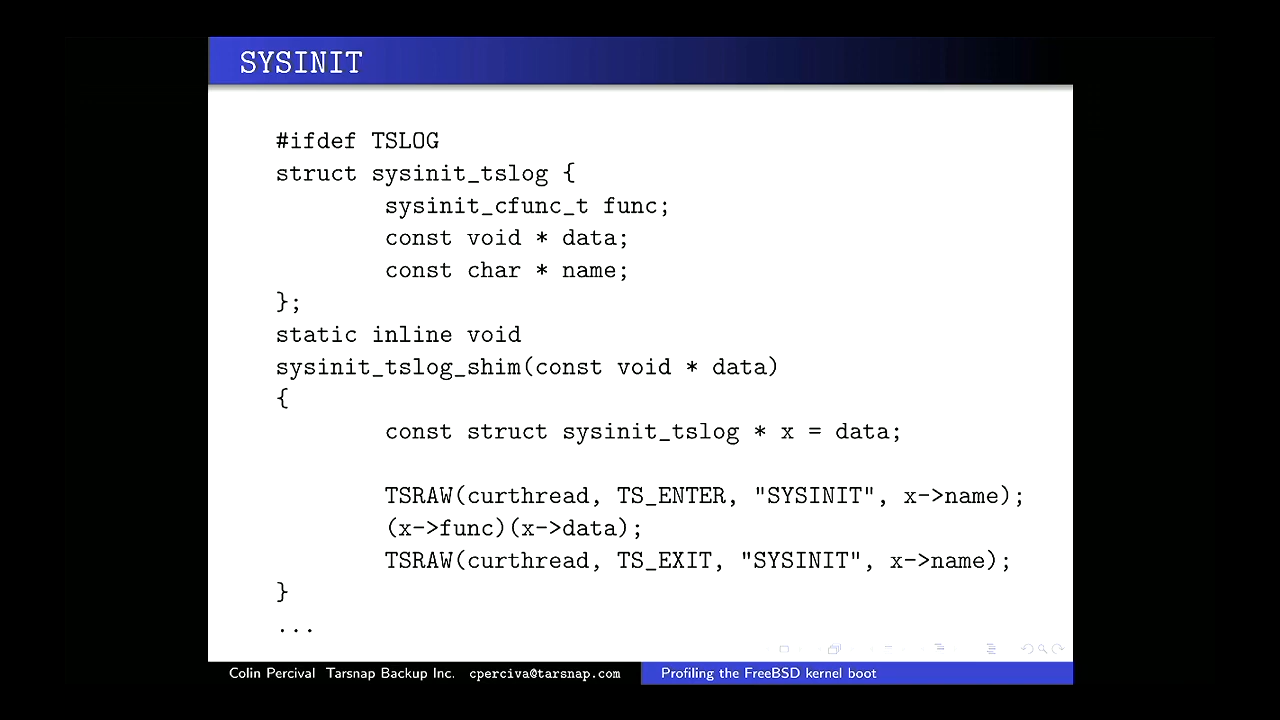 SYSINIT
#ifdef TSLOG
struct sysinit_tslog {
sysinit_cfunc_t func;
const void * data;
const char * name;
};
static inline void
sysinit_tslog_shim(const void * data)
{
const struct sysinit_tslog * x = data;
TSRAW(curthread, TS_ENTER, "SYSINIT", x->name);
(x->func)(x->data);
TSRAW(curthread, TS_EXIT, "SYSINIT", x->name);
}
...
Colin Percival Tarsnap Backup Inc. cperciva@tarsnap.com
Profiling the FreeBSD kernel boot